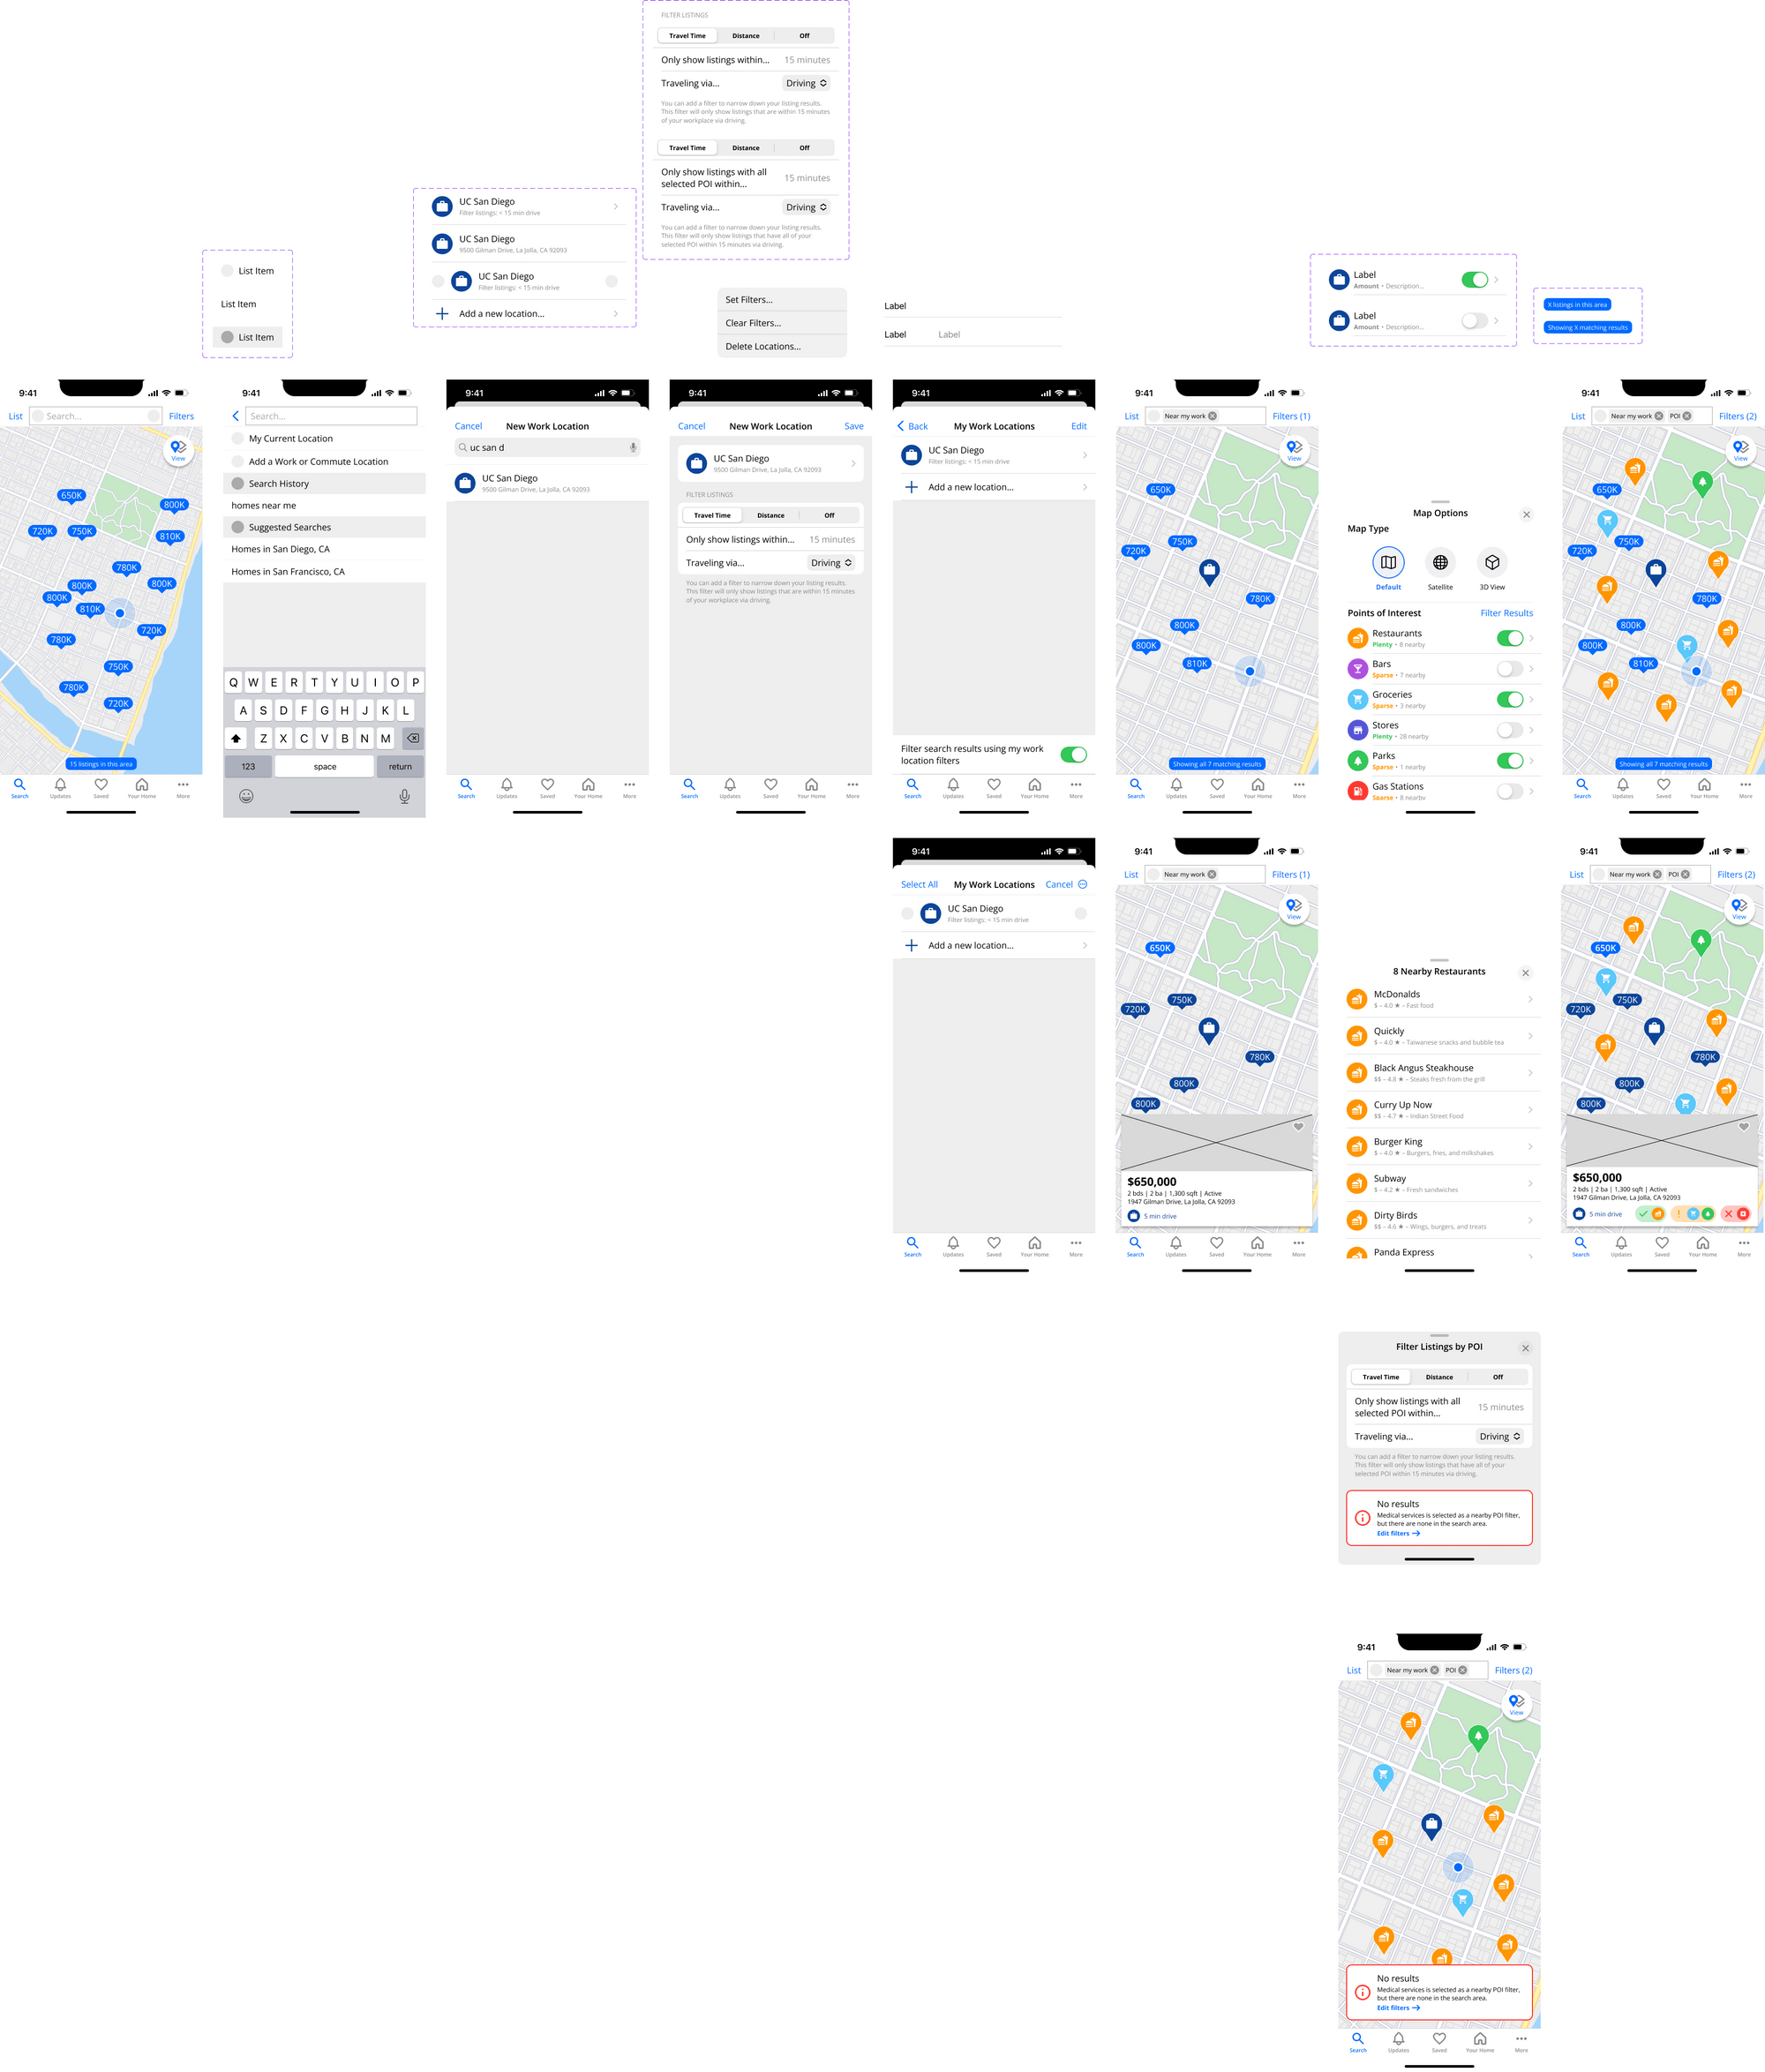 FILTER LISTINGS
Travel Time Distance Off
Only show listings within... 15 minutes
Traveling via... Driving
You can add a filter to narrow down your listing results.
This filter will only show listings that are within 15 minutes
of your workplace via driving.
Travel Time Distance Off
Only show listings with all
selected POI within...
15 minutes
Traveling via... Driving
You can add a filter to narrow down your listing results.
This filter will only show listings that have all of your
selected POI within 15 minutes via driving.
UC San Diego
Filter listings: < 15 min drive
UC San Diego
9500 Gilman Drive, La Jolla, CA 92093
UC San Diego
Filter listings: < 15 min drive
Add a new location...
List Item
List Item
List Item
Set Filters...
Clear Filters...
Delete Locations...
Label
Label Label
Label
Amount • Description...
Label
Amount • Description...
X listings in this area
Showing X matching results
9:41
List Search... Filters
View
650K
800K
720K
750K
810K
780K
800K
800K
800K
810K
720K
780K
750K
780K
720K
15 listings in this area
Search Updates Saved Your Home More
9:41
Search...
My Current Location
Add a Work or Commute Location
Search History
homes near me
Suggested Searches
Homes in San Diego, CA
Homes in San Francisco, CA
Q W E R T Y U I O P
A S D F G H J K L
Z X C V B N M
123 space return
9:41
Cancel New Work Location
uc san d
UC San Diego
9500 Gilman Drive, La Jolla, CA 92093
Search Updates Saved Your Home More
9:41
Cancel New Work Location Save
UC San Diego
9500 Gilman Drive, La Jolla, CA 92093
FILTER LISTINGS
Travel Time Distance Off
Only show listings within... 15 minutes
Traveling via... Driving
You can add a filter to narrow down your listing results.
This filter will only show listings that are within 15 minutes
of your workplace via driving.
Search Updates Saved Your Home More
9:41
Back My Work Locations Edit
UC San Diego
Filter listings: < 15 min drive
Add a new location...
Filter search results using my work
location filters
Search Updates Saved Your Home More
9:41
List Near my work Filters (1)
View
650K
750K
720K
780K
800K
800K
810K
Showing all 7 matching results
Search Updates Saved Your Home More
Map Options
Map Type
Default Satellite 3D View
Points of Interest Filter Results
Restaurants
Plenty • 8 nearby
Bars
Sparse • 7 nearby
Groceries
Sparse • 3 nearby
Stores
Plenty • 28 nearby
Parks
Sparse • 1 nearby
Gas Stations
Sparse • 8 nearby
9:41
List Near my work POI Filters (2)
View
650K
750K
720K
780K
800K
800K
810K
Showing all 7 matching results
Search Updates Saved Your Home More
9:41
Select All My Work Locations Cancel
UC San Diego
Filter listings: < 15 min drive
Add a new location...
Search Updates Saved Your Home More
9:41
List Near my work Filters (1)
View
650K
750K
720K
780K
800K
800K
$650,000
2 bds | 2 ba | 1,300 sqft | Active
1947 Gilman Drive, La Jolla, CA 92093
5 min drive
Search Updates Saved Your Home More
8 Nearby Restaurants
McDonalds
$ – 4.0 ★ – Fast food
Quickly
$ – 4.0 ★ – Taiwanese snacks and bubble tea
Black Angus Steakhouse
$$ – 4.8 ★ – Steaks fresh from the grill
Curry Up Now
$$ – 4.7 ★ – Indian Street Food
Burger King
$ – 4.0 ★ – Burgers, fries, and milkshakes
Subway
$ – 4.2 ★ – Fresh sandwiches
Dirty Birds
$$ – 4.6 ★ – Wings, burgers, and treats
Panda Express
9:41
List Near my work POI Filters (2)
View
650K
750K
720K
780K
800K
800K
$650,000
2 bds | 2 ba | 1,300 sqft | Active
1947 Gilman Drive, La Jolla, CA 92093
5 min drive
Search Updates Saved Your Home More
Filter Listings by POI
Travel Time Distance Off
Only show listings with all
selected POI within...
15 minutes
Traveling via... Driving
You can add a filter to narrow down your listing results.
This filter will only show listings that have all of your
selected POI within 15 minutes via driving.
No results
Medical services is selected as a nearby POI filter,
but there are none in the search area.
Edit filters →
9:41
List Near my work POI Filters (2)
View
No results
Medical services is selected as a nearby POI filter,
but there are none in the search area.
Edit filters →
Search Updates Saved Your Home More